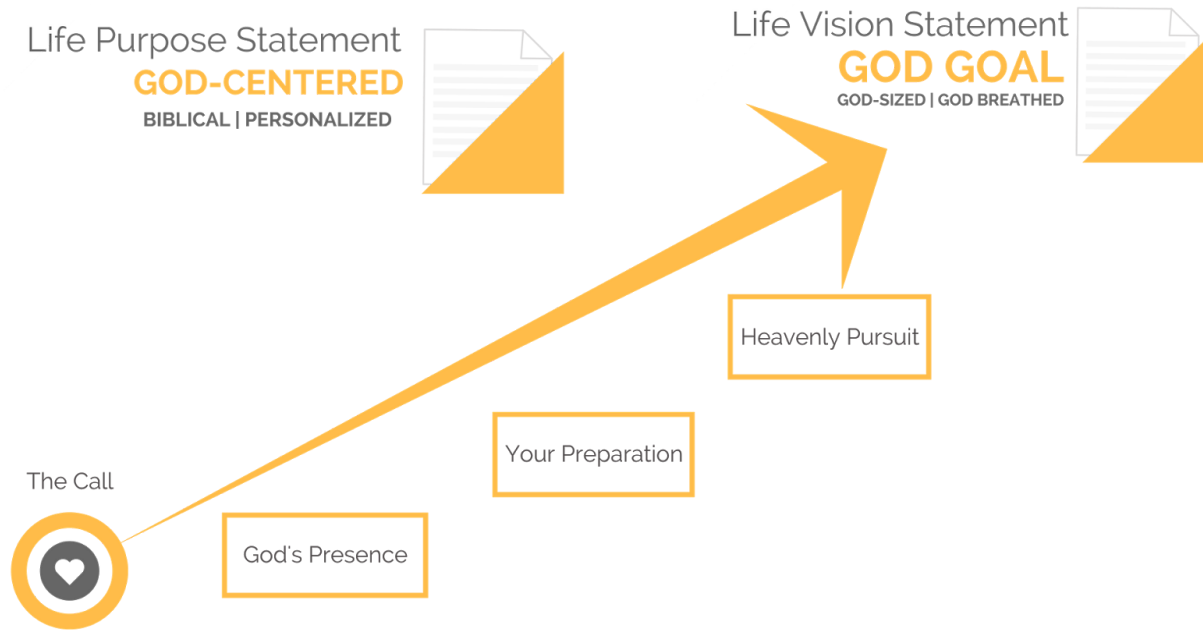 Life Purpose Statement
GOD-CENTERED
BIBLICAL | PERSONALIZED
Life Vision Statement
GOD GOAL
GOD-SIZED | GOD BREATHED
Heavenly Pursuit
Your Preparation
The Call
God's Presence